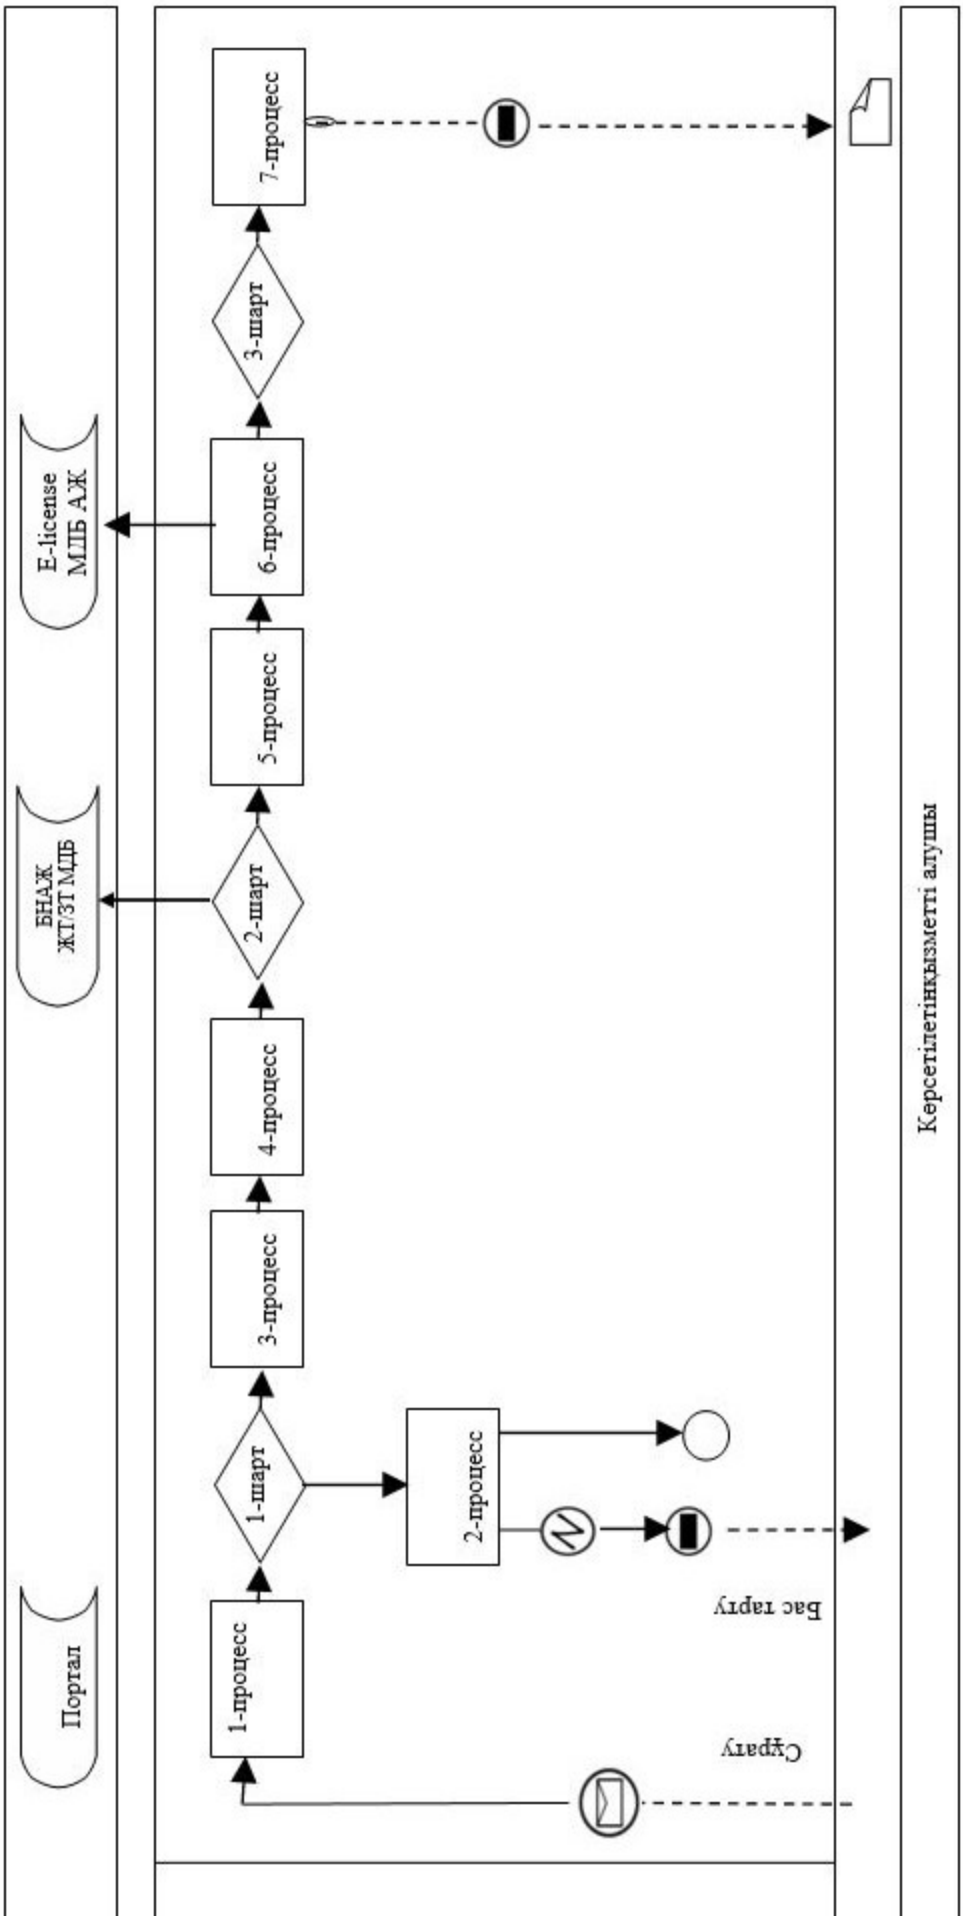 Портал
БНАЖ
ЖТ/ЗТ МДБ
E-license
МДБ АЖ
1-процесс
1-шарт
3-процесс
4-процесс
2-шарт
5-процесс
6-процесс
3-шарт
7-процесс
2-процесс
Сұрату
Бас тарту
Көрсетілетінқызметті алушы